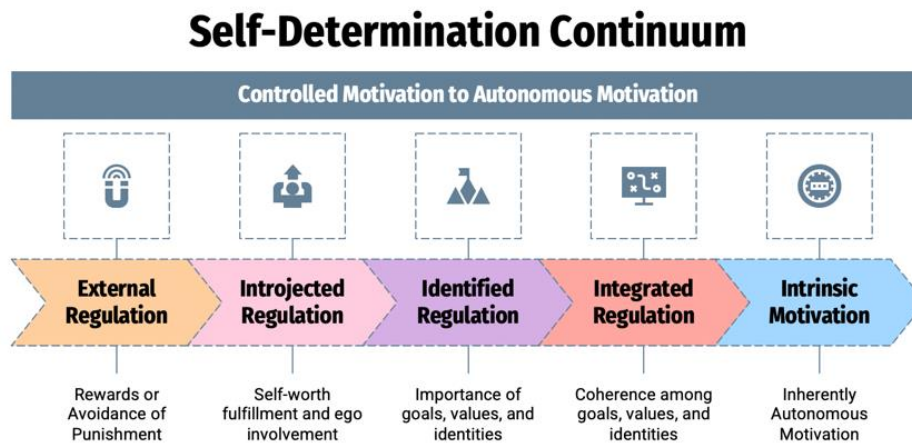 Self-Determination Continuum
Controlled Motivation to Autonomous Motivation
External
Regulation
Introjected
Regulation
Identified
Regulation
Integrated
Regulation
Intrinsic
Motivation
Rewards or
Avoidance of
Punishment
Self-worth
fulfillment and ego
involvement
Importance of
goals, values, and
identities
Coherence among
goals, values, and
identities
Inherently
Autonomous
Motivation